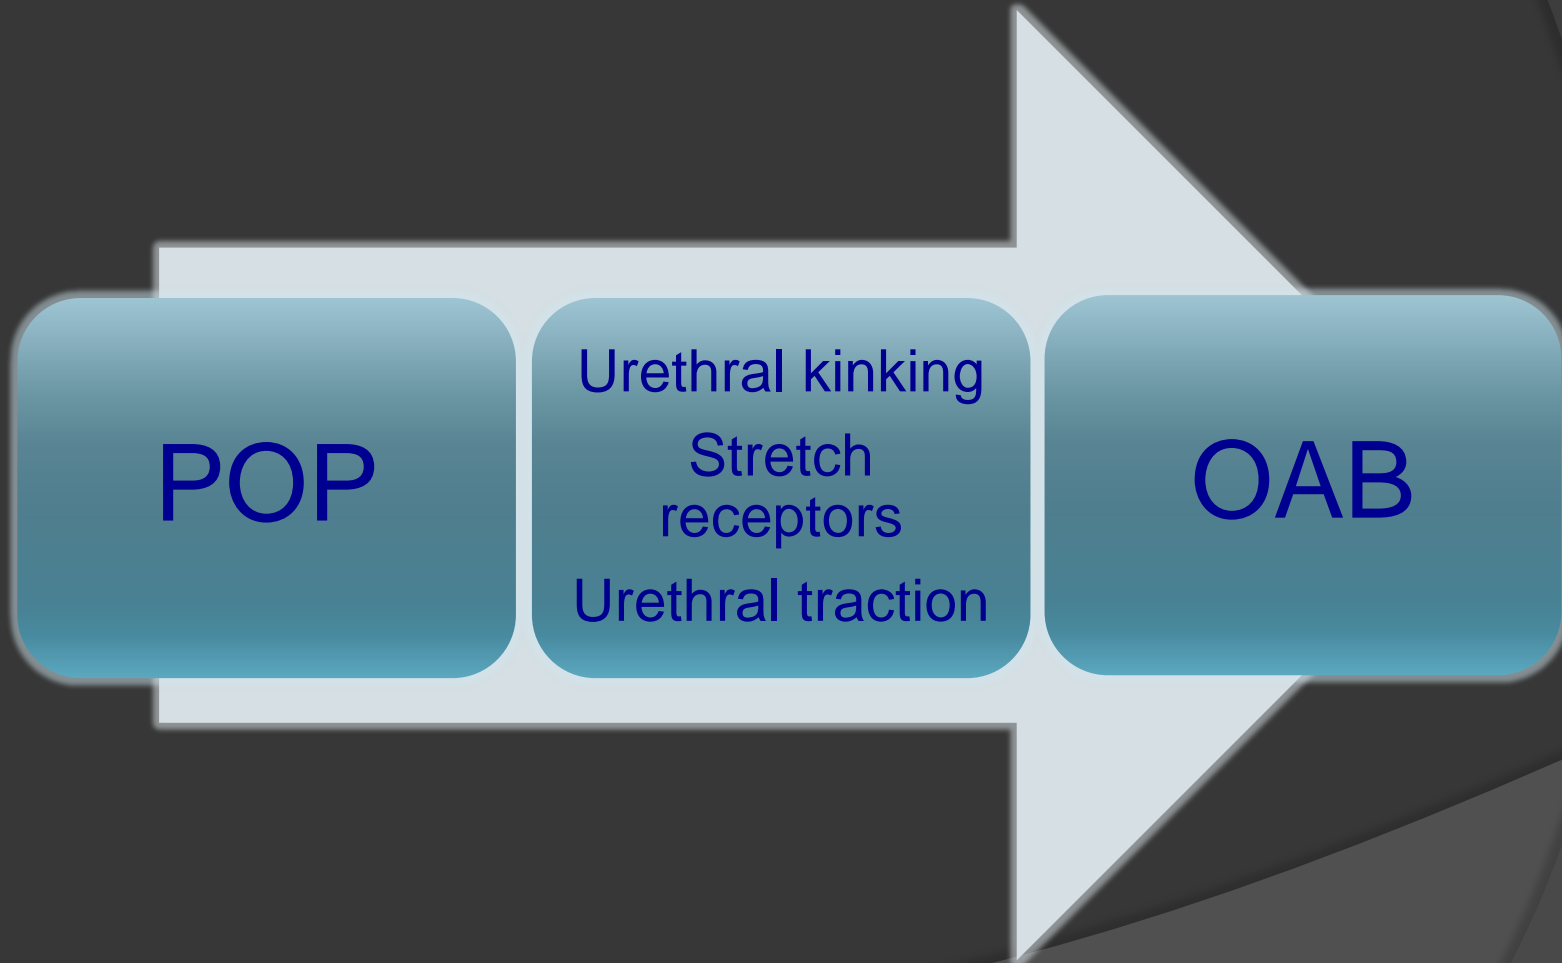 POP
Urethral kinking
Stretch
receptors
Urethral traction
OAB